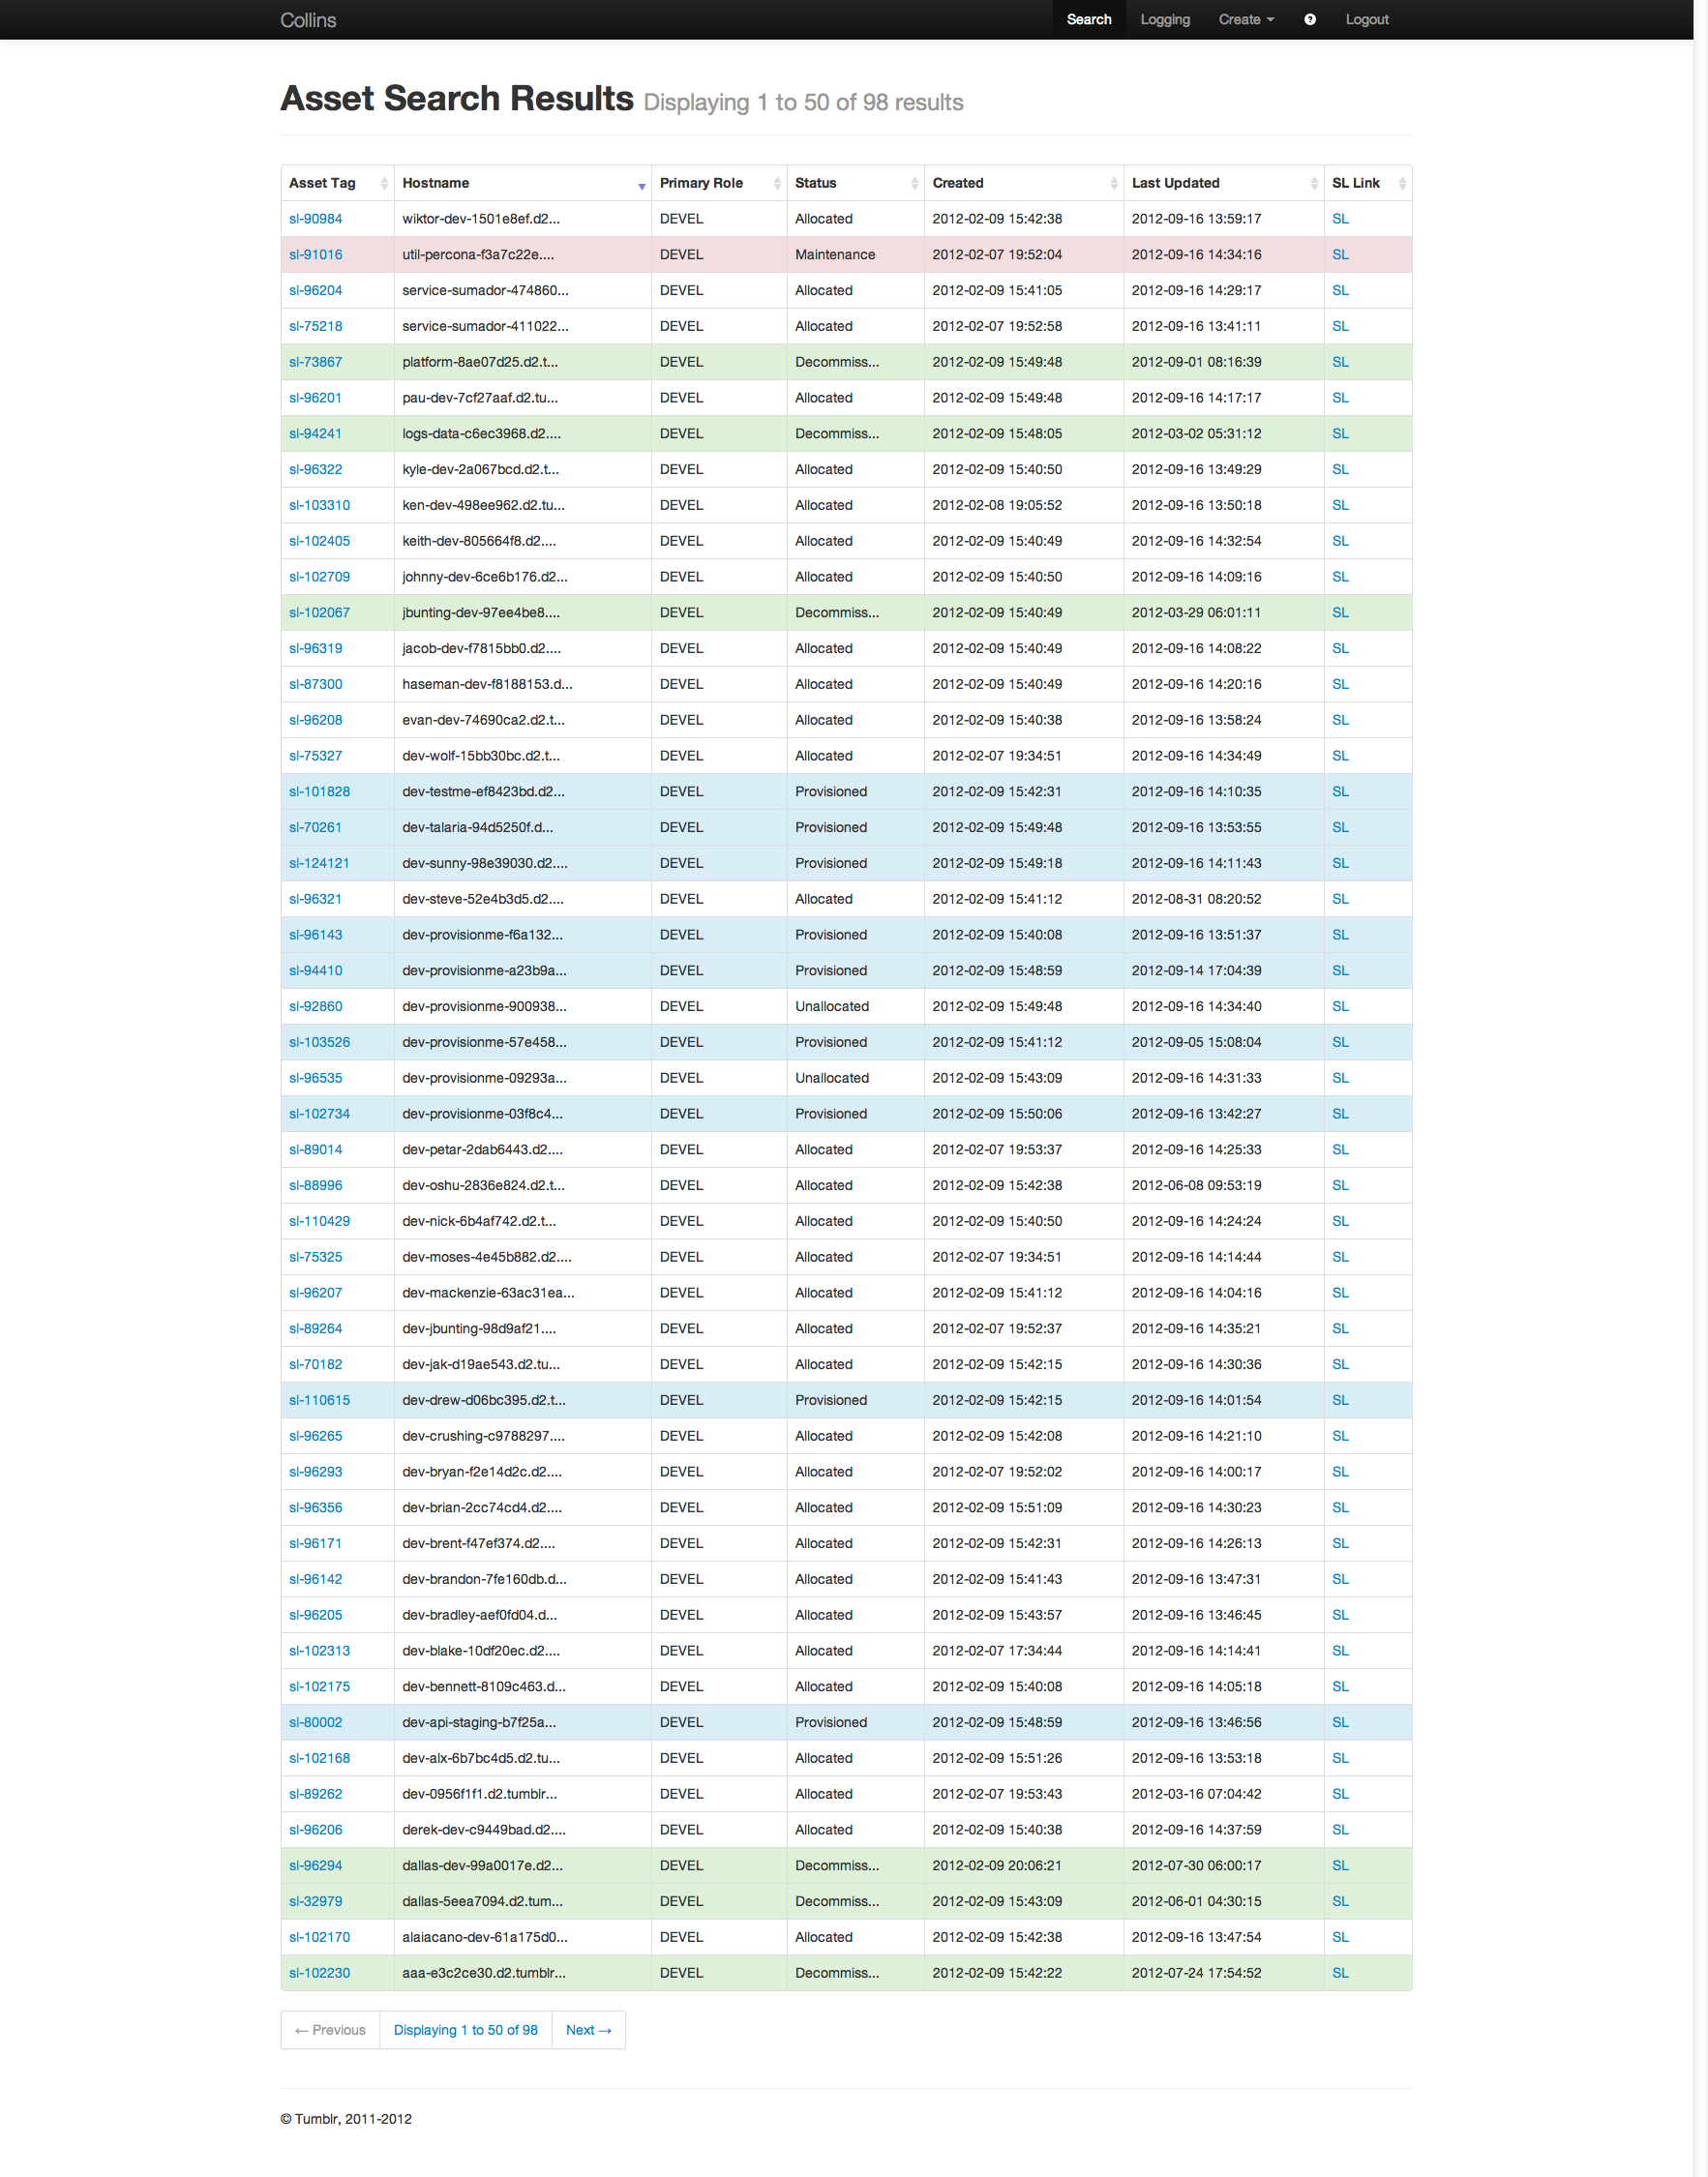 Collins Search Logging Create Logout
Asset Search Results Displaying 1 to 50 of 98 results
Asset Tag Hostname Primary Role Status Created Last Updated SL Link
sl-90984 wiktor-dev-1501e8ef.d2... DEVEL Allocated 2012-02-09 15:42:38 2012-09-16 13:59:17 SL
sl-91016 util-percona-f3a7c22e.... DEVEL Maintenance 2012-02-07 19:52:04 2012-09-16 14:34:16 SL
sl-96204 service-sumador-474860... DEVEL Allocated 2012-02-09 15:41:05 2012-09-16 14:29:17 SL
sl-75218 service-sumador-411022... DEVEL Allocated 2012-02-07 19:52:58 2012-09-16 13:41:11 SL
sl-73867 platform-8ae07d25.d2.t... DEVEL Decommiss... 2012-02-09 15:49:48 2012-09-01 08:16:39 SL
sl-96201 pau-dev-7cf27aaf.d2.tu... DEVEL Allocated 2012-02-09 15:49:48 2012-09-16 14:17:17 SL
sl-94241 logs-data-c6ec3968.d2.... DEVEL Decommiss... 2012-02-09 15:48:05 2012-03-02 05:31:12 SL
sl-96322 kyle-dev-2a067bcd.d2.t... DEVEL Allocated 2012-02-09 15:40:50 2012-09-16 13:49:29 SL
sl-103310 ken-dev-498ee962.d2.tu... DEVEL Allocated 2012-02-08 19:05:52 2012-09-16 13:50:18 SL
sl-102405 keith-dev-805664f8.d2.... DEVEL Allocated 2012-02-09 15:40:49 2012-09-16 14:32:54 SL
sl-102709 johnny-dev-6ce6b176.d2... DEVEL Allocated 2012-02-09 15:40:50 2012-09-16 14:09:16 SL
sl-102067 jbunting-dev-97ee4be8.... DEVEL Decommiss... 2012-02-09 15:40:49 2012-03-29 06:01:11 SL
sl-96319 jacob-dev-f7815bb0.d2.... DEVEL Allocated 2012-02-09 15:40:49 2012-09-16 14:08:22 SL
sl-87300 haseman-dev-f8188153.d... DEVEL Allocated 2012-02-09 15:40:49 2012-09-16 14:20:16 SL
sl-96208 evan-dev-74690ca2.d2.t... DEVEL Allocated 2012-02-09 15:40:38 2012-09-16 13:58:24 SL
sl-75327 dev-wolf-15bb30bc.d2.t... DEVEL Allocated 2012-02-07 19:34:51 2012-09-16 14:34:49 SL
sl-101828 dev-testme-ef8423bd.d2... DEVEL Provisioned 2012-02-09 15:42:31 2012-09-16 14:10:35 SL
sl-70261 dev-talaria-94d5250f.d... DEVEL Provisioned 2012-02-09 15:49:48 2012-09-16 13:53:55 SL
sl-124121 dev-sunny-98e39030.d2.... DEVEL Provisioned 2012-02-09 15:49:18 2012-09-16 14:11:43 SL
sl-96321 dev-steve-52e4b3d5.d2.... DEVEL Allocated 2012-02-09 15:41:12 2012-08-31 08:20:52 SL
sl-96143 dev-provisionme-f6a132... DEVEL Provisioned 2012-02-09 15:40:08 2012-09-16 13:51:37 SL
sl-94410 dev-provisionme-a23b9a... DEVEL Provisioned 2012-02-09 15:48:59 2012-09-14 17:04:39 SL
sl-92860 dev-provisionme-900938... DEVEL Unallocated 2012-02-09 15:49:48 2012-09-16 14:34:40 SL
sl-103526 dev-provisionme-57e458... DEVEL Provisioned 2012-02-09 15:41:12 2012-09-05 15:08:04 SL
sl-96535 dev-provisionme-09293a... DEVEL Unallocated 2012-02-09 15:43:09 2012-09-16 14:31:33 SL
sl-102734 dev-provisionme-03f8c4... DEVEL Provisioned 2012-02-09 15:50:06 2012-09-16 13:42:27 SL
sl-89014 dev-petar-2dab6443.d2.... DEVEL Allocated 2012-02-07 19:53:37 2012-09-16 14:25:33 SL
sl-88996 dev-oshu-2836e824.d2.t... DEVEL Allocated 2012-02-09 15:42:38 2012-06-08 09:53:19 SL
sl-110429 dev-nick-6b4af742.d2.t... DEVEL Allocated 2012-02-09 15:40:50 2012-09-16 14:24:24 SL
sl-75325 dev-moses-4e45b882.d2.... DEVEL Allocated 2012-02-07 19:34:51 2012-09-16 14:14:44 SL
sl-96207 dev-mackenzie-63ac31ea... DEVEL Allocated 2012-02-09 15:41:12 2012-09-16 14:04:16 SL
sl-89264 dev-jbunting-98d9af21.... DEVEL Allocated 2012-02-07 19:52:37 2012-09-16 14:35:21 SL
sl-70182 dev-jak-d19ae543.d2.tu... DEVEL Allocated 2012-02-09 15:42:15 2012-09-16 14:30:36 SL
sl-110615 dev-drew-d06bc395.d2.t... DEVEL Provisioned 2012-02-09 15:42:15 2012-09-16 14:01:54 SL
sl-96265 dev-crushing-c9788297.... DEVEL Allocated 2012-02-09 15:42:08 2012-09-16 14:21:10 SL
sl-96293 dev-bryan-f2e14d2c.d2.... DEVEL Allocated 2012-02-07 19:52:02 2012-09-16 14:00:17 SL
sl-96356 dev-brian-2cc74cd4.d2.... DEVEL Allocated 2012-02-09 15:51:09 2012-09-16 14:30:23 SL
sl-96171 dev-brent-f47ef374.d2.... DEVEL Allocated 2012-02-09 15:42:31 2012-09-16 14:26:13 SL
sl-96142 dev-brandon-7fe160db.d... DEVEL Allocated 2012-02-09 15:41:43 2012-09-16 13:47:31 SL
sl-96205 dev-bradley-aef0fd04.d... DEVEL Allocated 2012-02-09 15:43:57 2012-09-16 13:46:45 SL
sl-102313 dev-blake-10df20ec.d2.... DEVEL Allocated 2012-02-07 17:34:44 2012-09-16 14:14:41 SL
sl-102175 dev-bennett-8109c463.d... DEVEL Allocated 2012-02-09 15:40:08 2012-09-16 14:05:18 SL
sl-80002 dev-api-staging-b7f25a... DEVEL Provisioned 2012-02-09 15:48:59 2012-09-16 13:46:56 SL
sl-102168 dev-alx-6b7bc4d5.d2.tu... DEVEL Allocated 2012-02-09 15:51:26 2012-09-16 13:53:18 SL
sl-89262 dev-0956f1f1.d2.tumblr... DEVEL Allocated 2012-02-07 19:53:43 2012-03-16 07:04:42 SL
sl-96206 derek-dev-c9449bad.d2.... DEVEL Allocated 2012-02-09 15:40:38 2012-09-16 14:37:59 SL
sl-96294 dallas-dev-99a0017e.d2... DEVEL Decommiss... 2012-02-09 20:06:21 2012-07-30 06:00:17 SL
sl-32979 dallas-5eea7094.d2.tum... DEVEL Decommiss... 2012-02-09 15:43:09 2012-06-01 04:30:15 SL
sl-102170 alaiacano-dev-61a175d0... DEVEL Allocated 2012-02-09 15:42:38 2012-09-16 13:47:54 SL
sl-102230 aaa-e3c2ce30.d2.tumblr... DEVEL Decommiss... 2012-02-09 15:42:22 2012-07-24 17:54:52 SL
← Previous Displaying 1 to 50 of 98 Next →
© Tumblr, 2011-2012